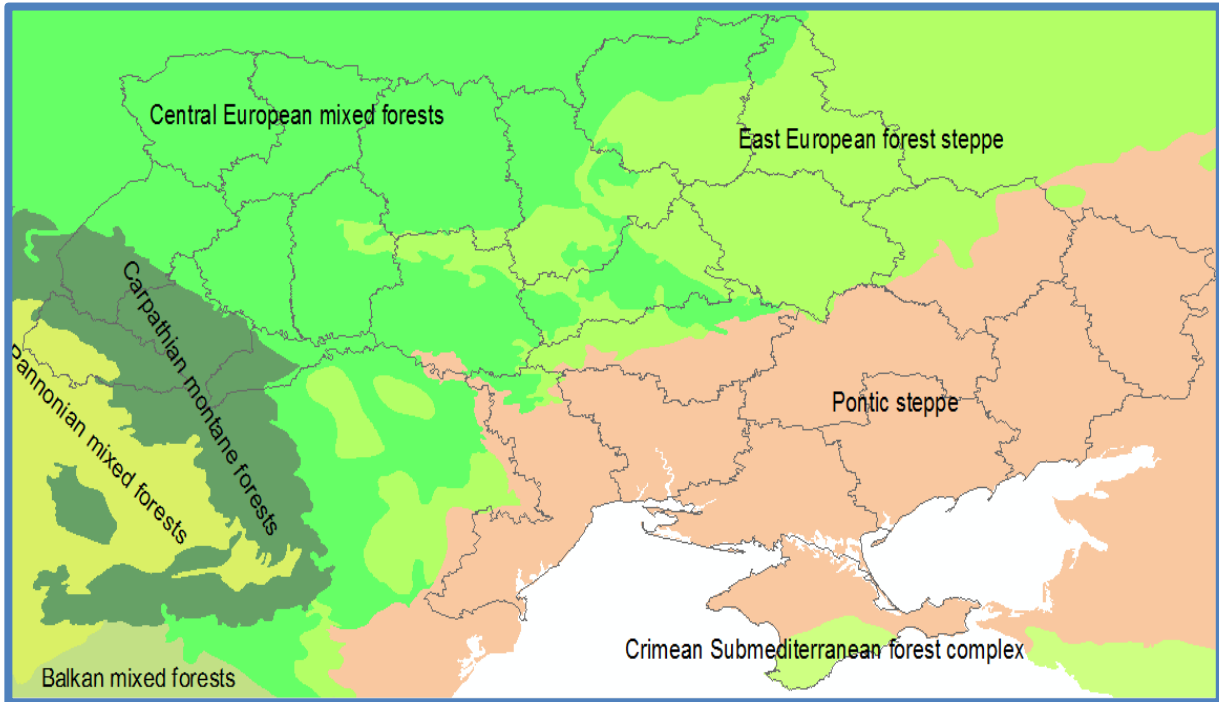 Central European mixed forests
East European forest steppe
Carpathian montane forests
Pannonian mixed forests
Pontic steppe
Crimean Submediterranean forest complex
Balkan mixed forests